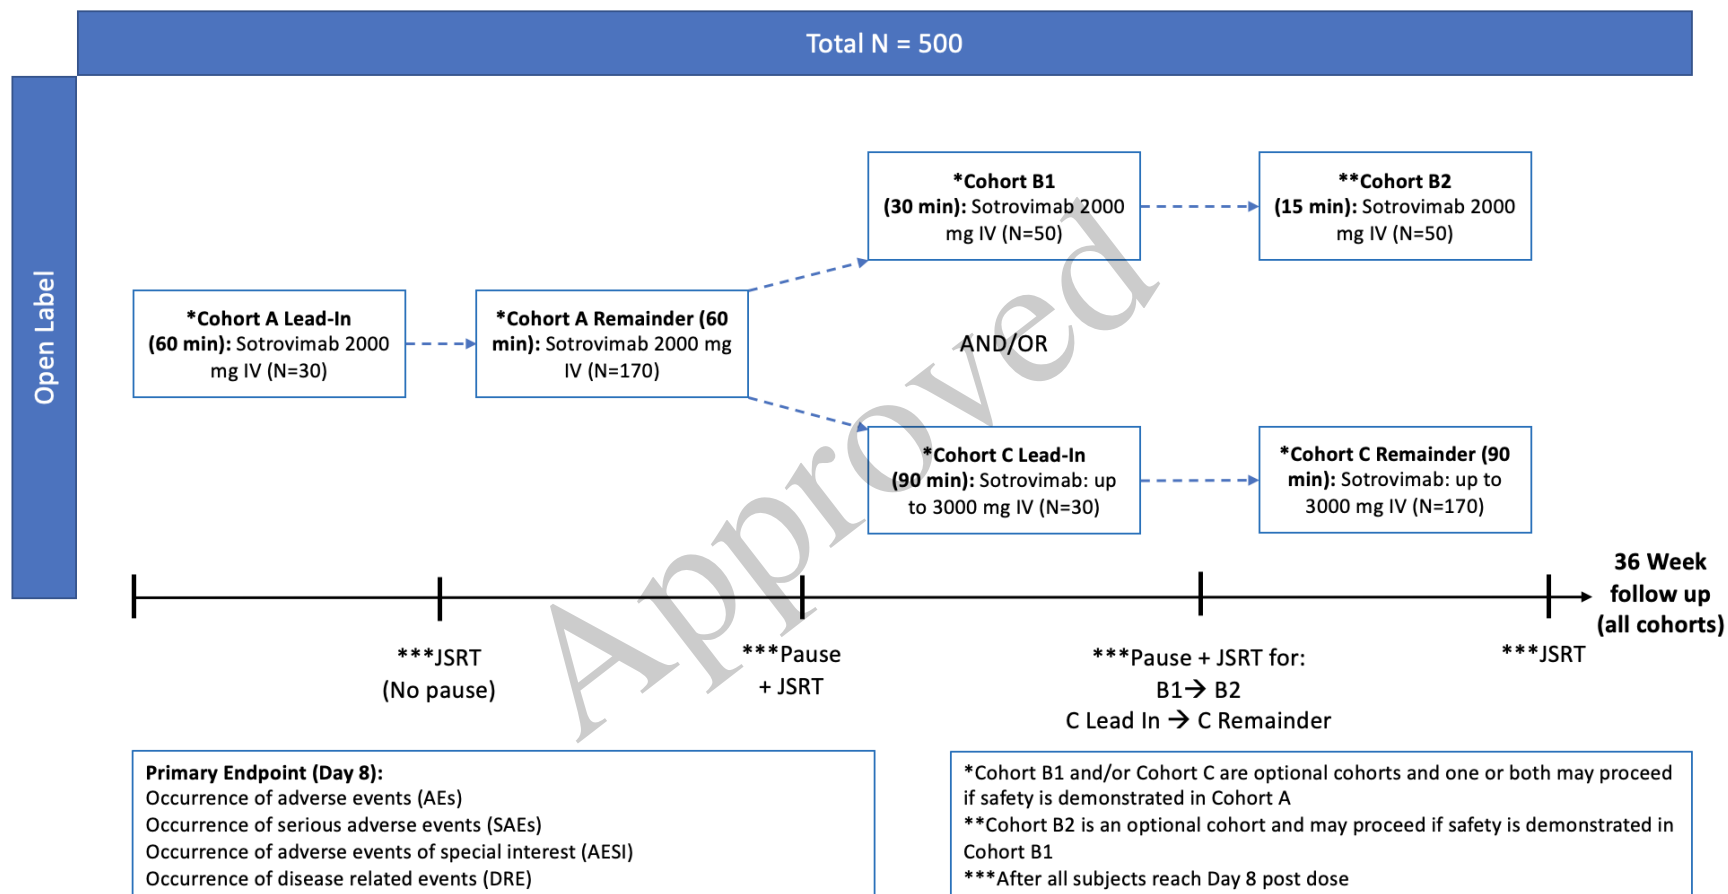 Total N = 500
Open Label
*Cohort A Lead-In
(60 min): Sotrovimab 2000
mg IV (N=30)
*Cohort A Remainder (60
min): Sotrovimab 2000 mg
IV (N=170)
*Cohort B1
(30 min): Sotrovimab 2000
mg IV (N=50)
**Cohort B2
(15 min): Sotrovimab 2000
mg IV (N=50)
AND/OR
*Cohort C Lead-In
(90 min): Sotrovimab: up
to 3000 mg IV (N=30)
*Cohort C Remainder (90
min): Sotrovimab: up to
3000 mg IV (N=170)
Approved
36 Week
follow up
(all cohorts)
***JSRT
(No pause)
***Pause
+ JSRT
***Pause + JSRT for:
B1→ B2
C Lead In → C Remainder
***JSRT
Primary Endpoint (Day 8):
Occurrence of adverse events (AEs)
Occurrence of serious adverse events (SAEs)
Occurrence of adverse events of special interest (AESI)
Occurrence of disease related events (DRE)
*Cohort B1 and/or Cohort C are optional cohorts and one or both may proceed
if safety is demonstrated in Cohort A
**Cohort B2 is an optional cohort and may proceed if safety is demonstrated in
Cohort B1
***After all subjects reach Day 8 post dose